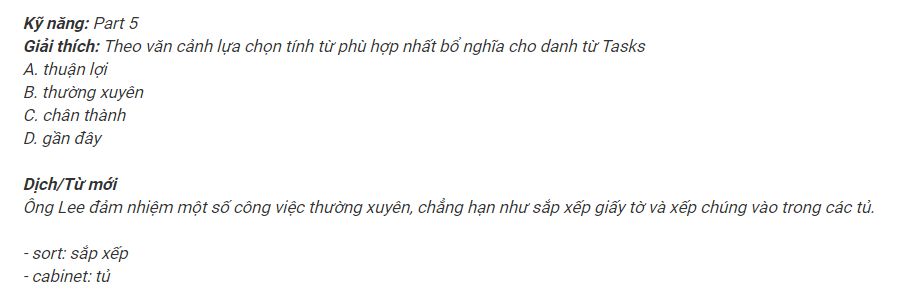 Kỹ năng: Part 5
Giải thích: Theo văn cảnh lựa chọn tính từ phù hợp nhất bổ nghĩa cho danh từ Tasks
A. thuận lợi
B. thường xuyên
C. chân thành
D. gần đây
Dịch/Từ mới
Ông Lee đảm nhiệm một số công việc thường xuyên, chẳng hạn như sắp xếp giấy tờ và xếp chúng vào trong các tủ.
- sort: sắp xếp
- cabinet: tủ